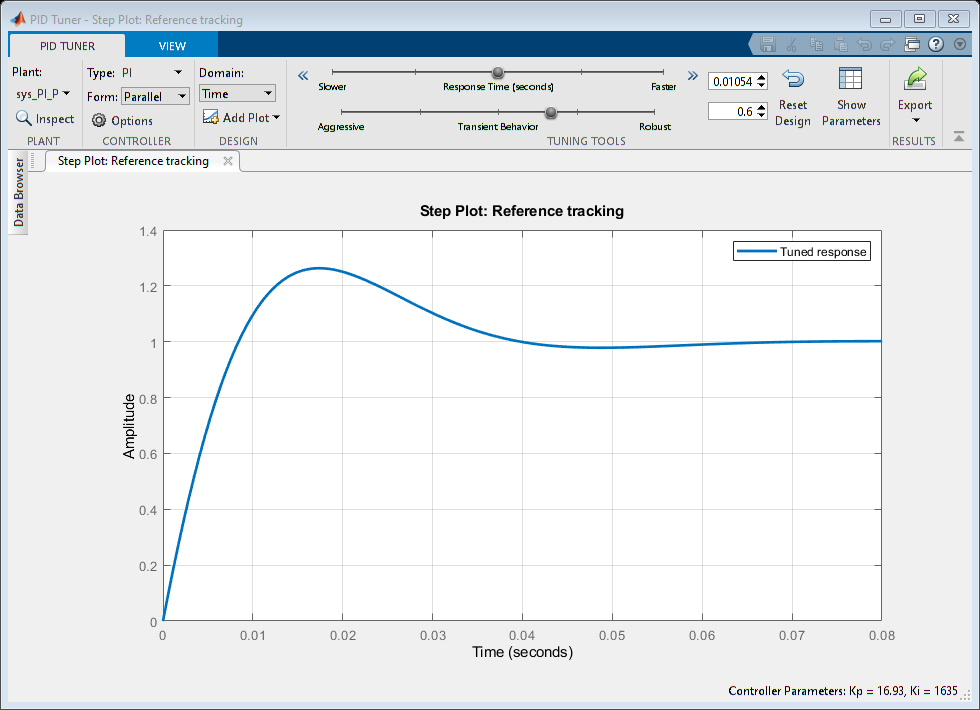 PID Tuner - Step Plot: Reference tracking
PID TUNER VIEW
Plant: Type: PI Domain: Slower Response Time (seconds) Faster 0.01054
sys_PI_P Form: Parallel Time Aggressive Transient Behavior Robust 0.6
Inspect Options Add Plot Reset Design Show Parameters Export
PLANT CONTROLLER DESIGN TUNING TOOLS RESULTS
Data Browser
Step Plot: Reference tracking
Step Plot: Reference tracking
Tuned response
1.4
1.2
1
0.8
0.6
0.4
0.2
0
Amplitude
0 0.01 0.02 0.03 0.04 0.05 0.06 0.07 0.08
Time (seconds)
Controller Parameters: Kp = 16.93, Ki = 1635